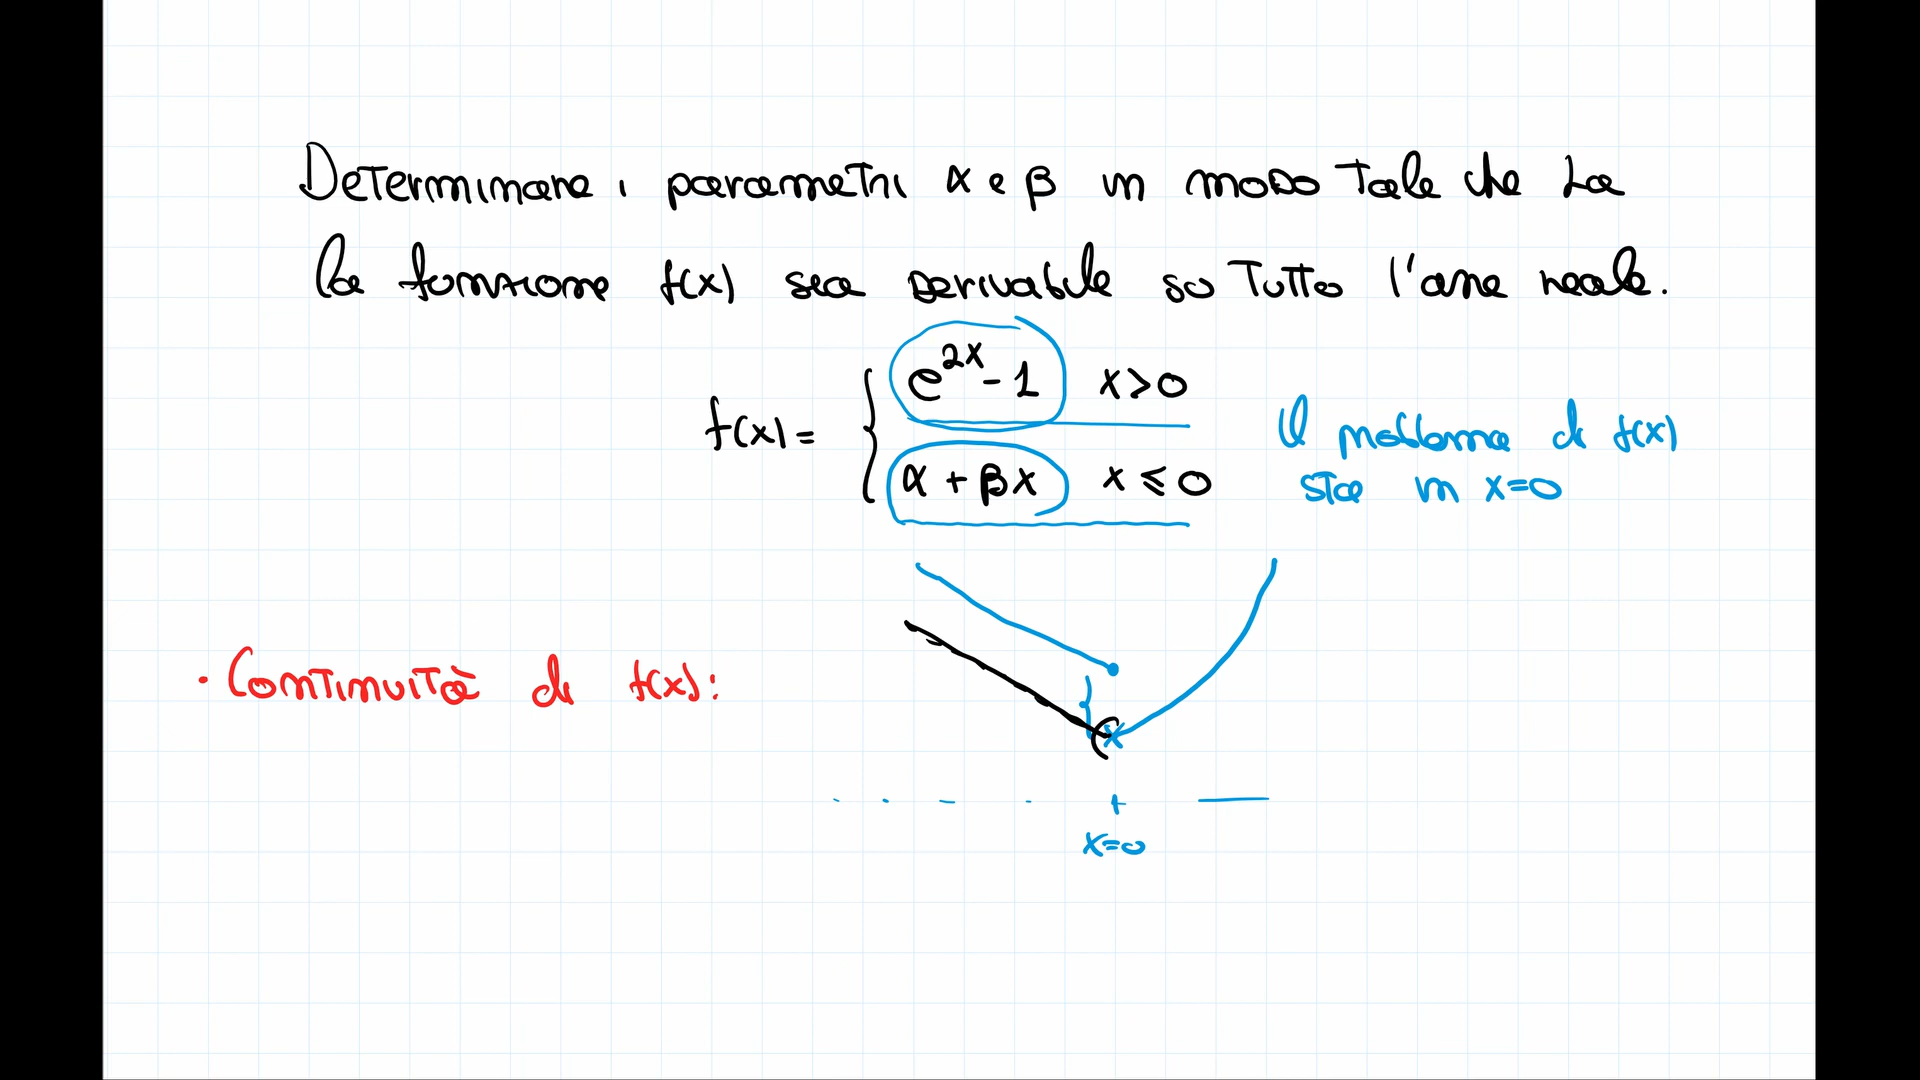 Determinare i parametri α e β in modo tale che la
la funzione f(x) sia derivabile su tutto l'asse reale.
f(x) = { e^{2x} - 1 x > 0
α + βx x ≤ 0
Il problema di f(x)
sta in x=0
· Continuità di f(x):
x=0